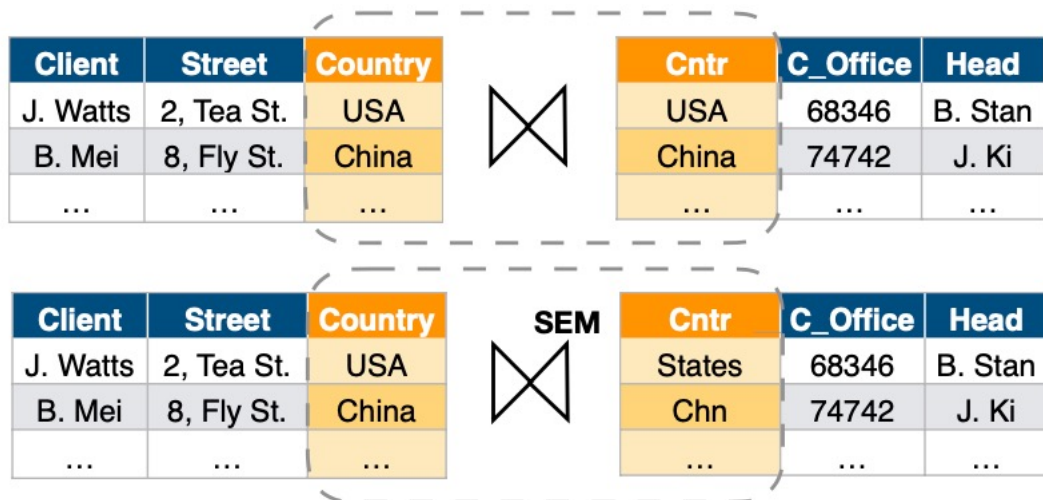 Client Street Country Cntr C_Office Head
J. Watts 2, Tea St. USA USA 68346 B. Stan
B. Mei 8, Fly St. China China 74742 J. Ki
... ... ... ... ... ...
Client Street Country SEM Cntr C_Office Head
J. Watts 2, Tea St. USA States 68346 B. Stan
B. Mei 8, Fly St. China Chn 74742 J. Ki
... ... ... ... ... ...